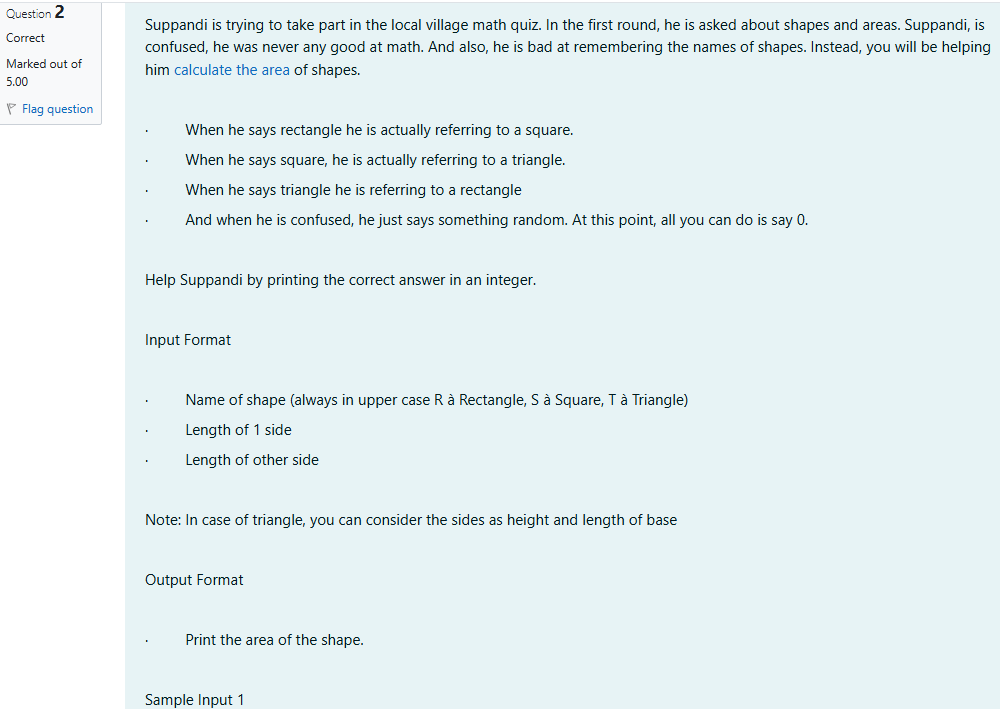 Question 2
Correct
Marked out of
5.00
Flag question
Suppandi is trying to take part in the local village math quiz. In the first round, he is asked about shapes and areas. Suppandi, is
confused, he was never any good at math. And also, he is bad at remembering the names of shapes. Instead, you will be helping
him calculate the area of shapes.
· When he says rectangle he is actually referring to a square.
· When he says square, he is actually referring to a triangle.
· When he says triangle he is referring to a rectangle
· And when he is confused, he just says something random. At this point, all you can do is say 0.
Help Suppandi by printing the correct answer in an integer.
Input Format
· Name of shape (always in upper case R à Rectangle, S à Square, T à Triangle)
· Length of 1 side
· Length of other side
Note: In case of triangle, you can consider the sides as height and length of base
Output Format
· Print the area of the shape.
Sample Input 1